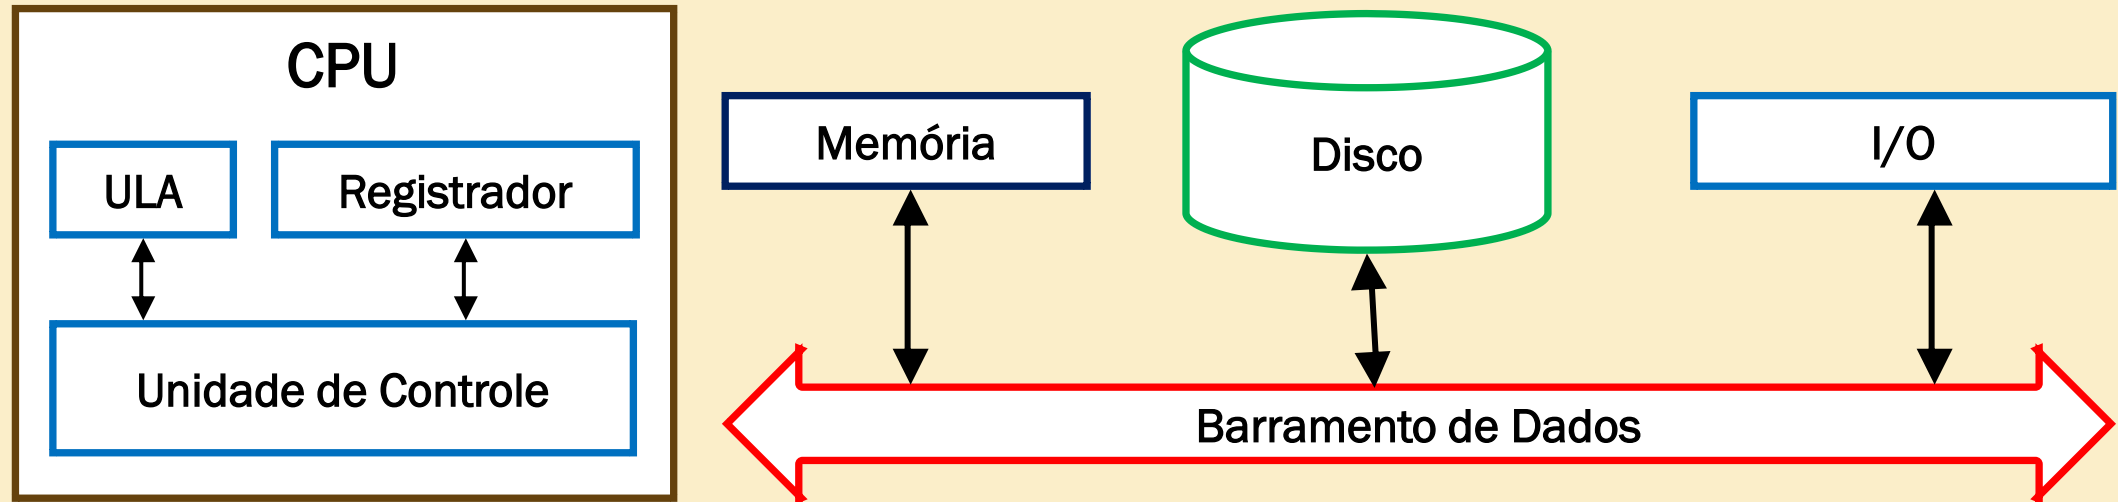 CPU
ULA
Registrador
Unidade de Controle
Memória
Disco
I/O
Barramento de Dados